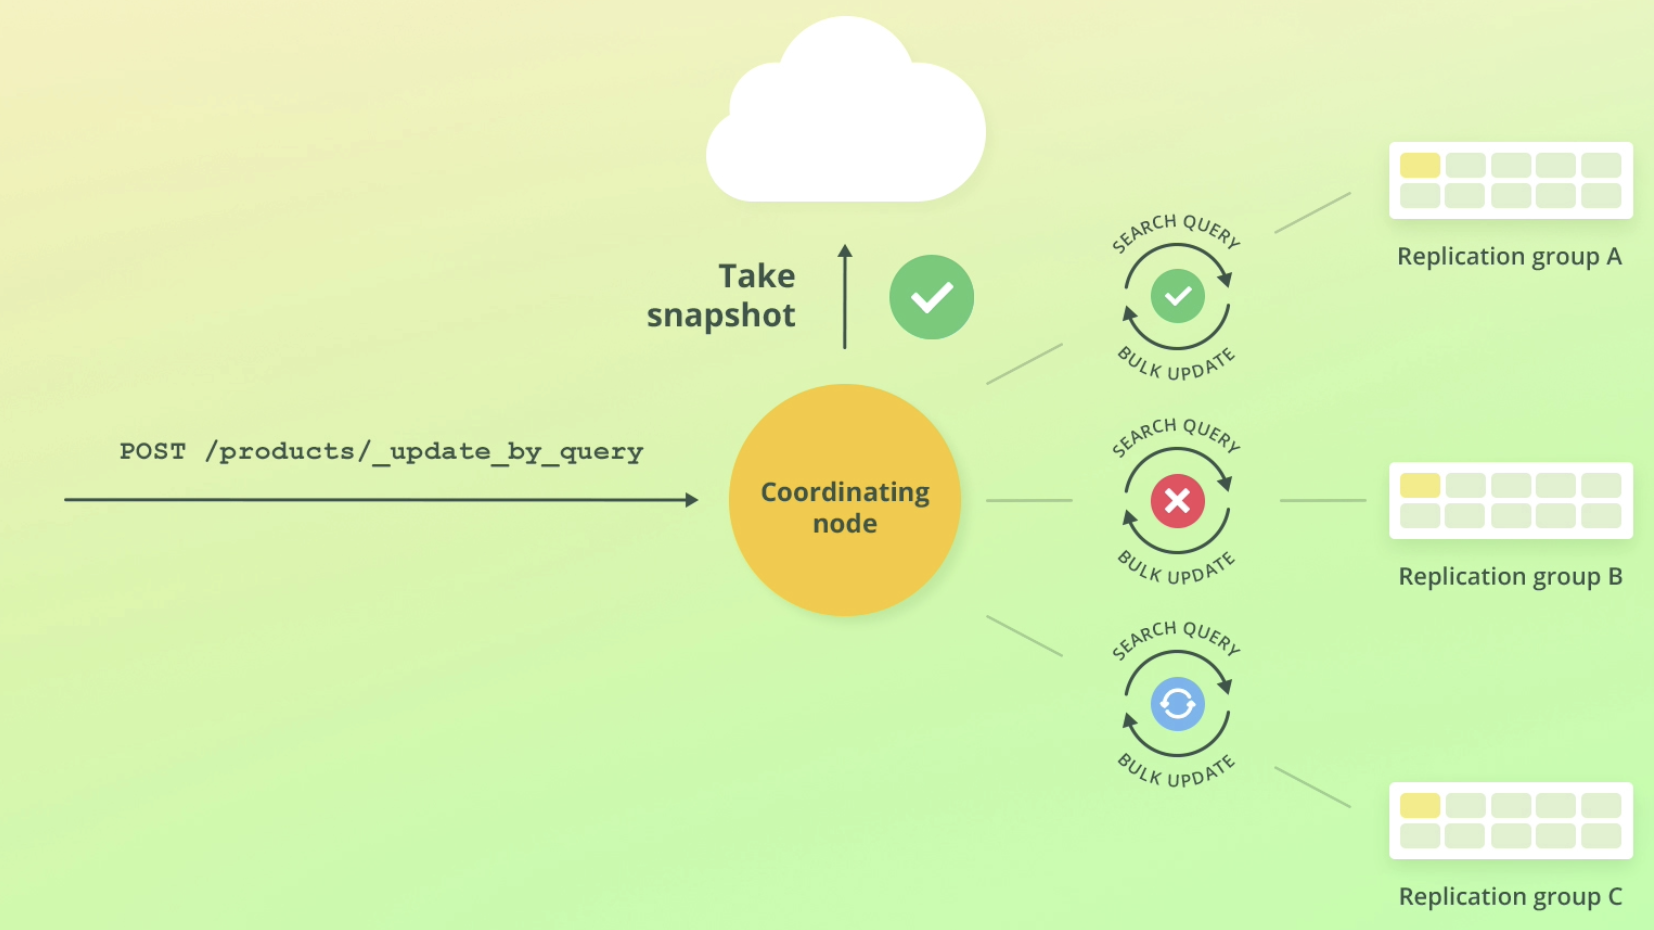 Take
snapshot
POST /products/_update_by_query
Coordinating
node
SEARCH QUERY
BULK UPDATE
SEARCH QUERY
BULK UPDATE
SEARCH QUERY
BULK UPDATE
Replication group A
Replication group B
Replication group C